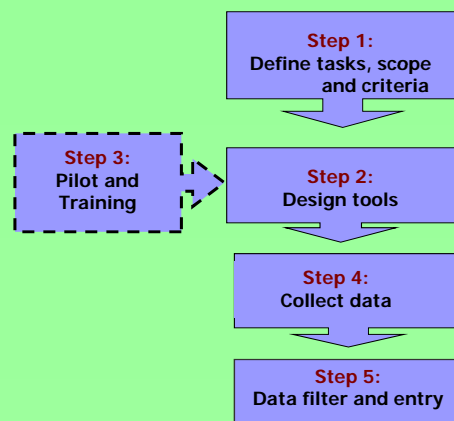 Step 1:
Define tasks, scope
and criteria
Step 3:
Pilot and
Training
Step 2:
Design tools
Step 4:
Collect data
Step 5:
Data filter and entry